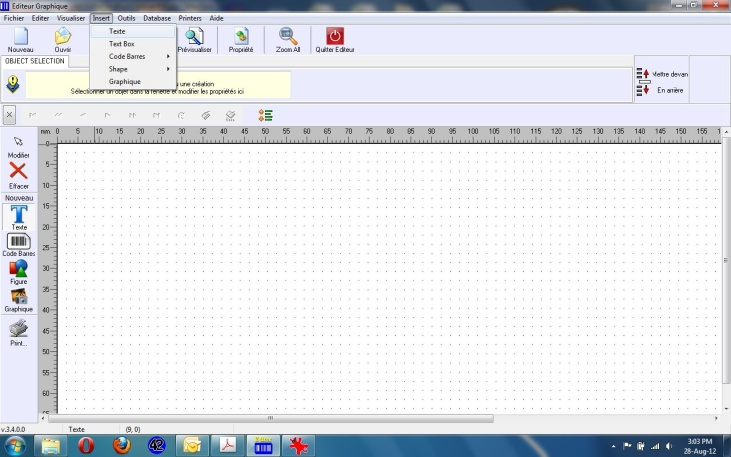 Editeur Graphique
Fichier Editer Visualiser Insert Outils Database Printers Aide
Nouveau Ouvrir Prévisualiser Propriété Zoom All Quitter Editeur
Texte
Text Box
Code Barres
Shape
Graphique
OBJECT SELECTION
une création
Sélectionner un objet dans la fenêtre et modifier les propriétés ici
Mettre devan
En arrière
mm. 0 5 10 15 20 25 30 35 40 45 50 55 60 65 70 75 80 85 90 95 100 105 110 115 120 125 130 135 140 145 150 155 1
0
5
10
15
20
25
30
35
40
45
50
55
60
65
Modifier
Effacer
Nouveau
Texte
Code Barres
Figure
Graphique
Print...
v.3.4.0.0 Texte (9, 0)
42
3:03 PM
28-Aug-12